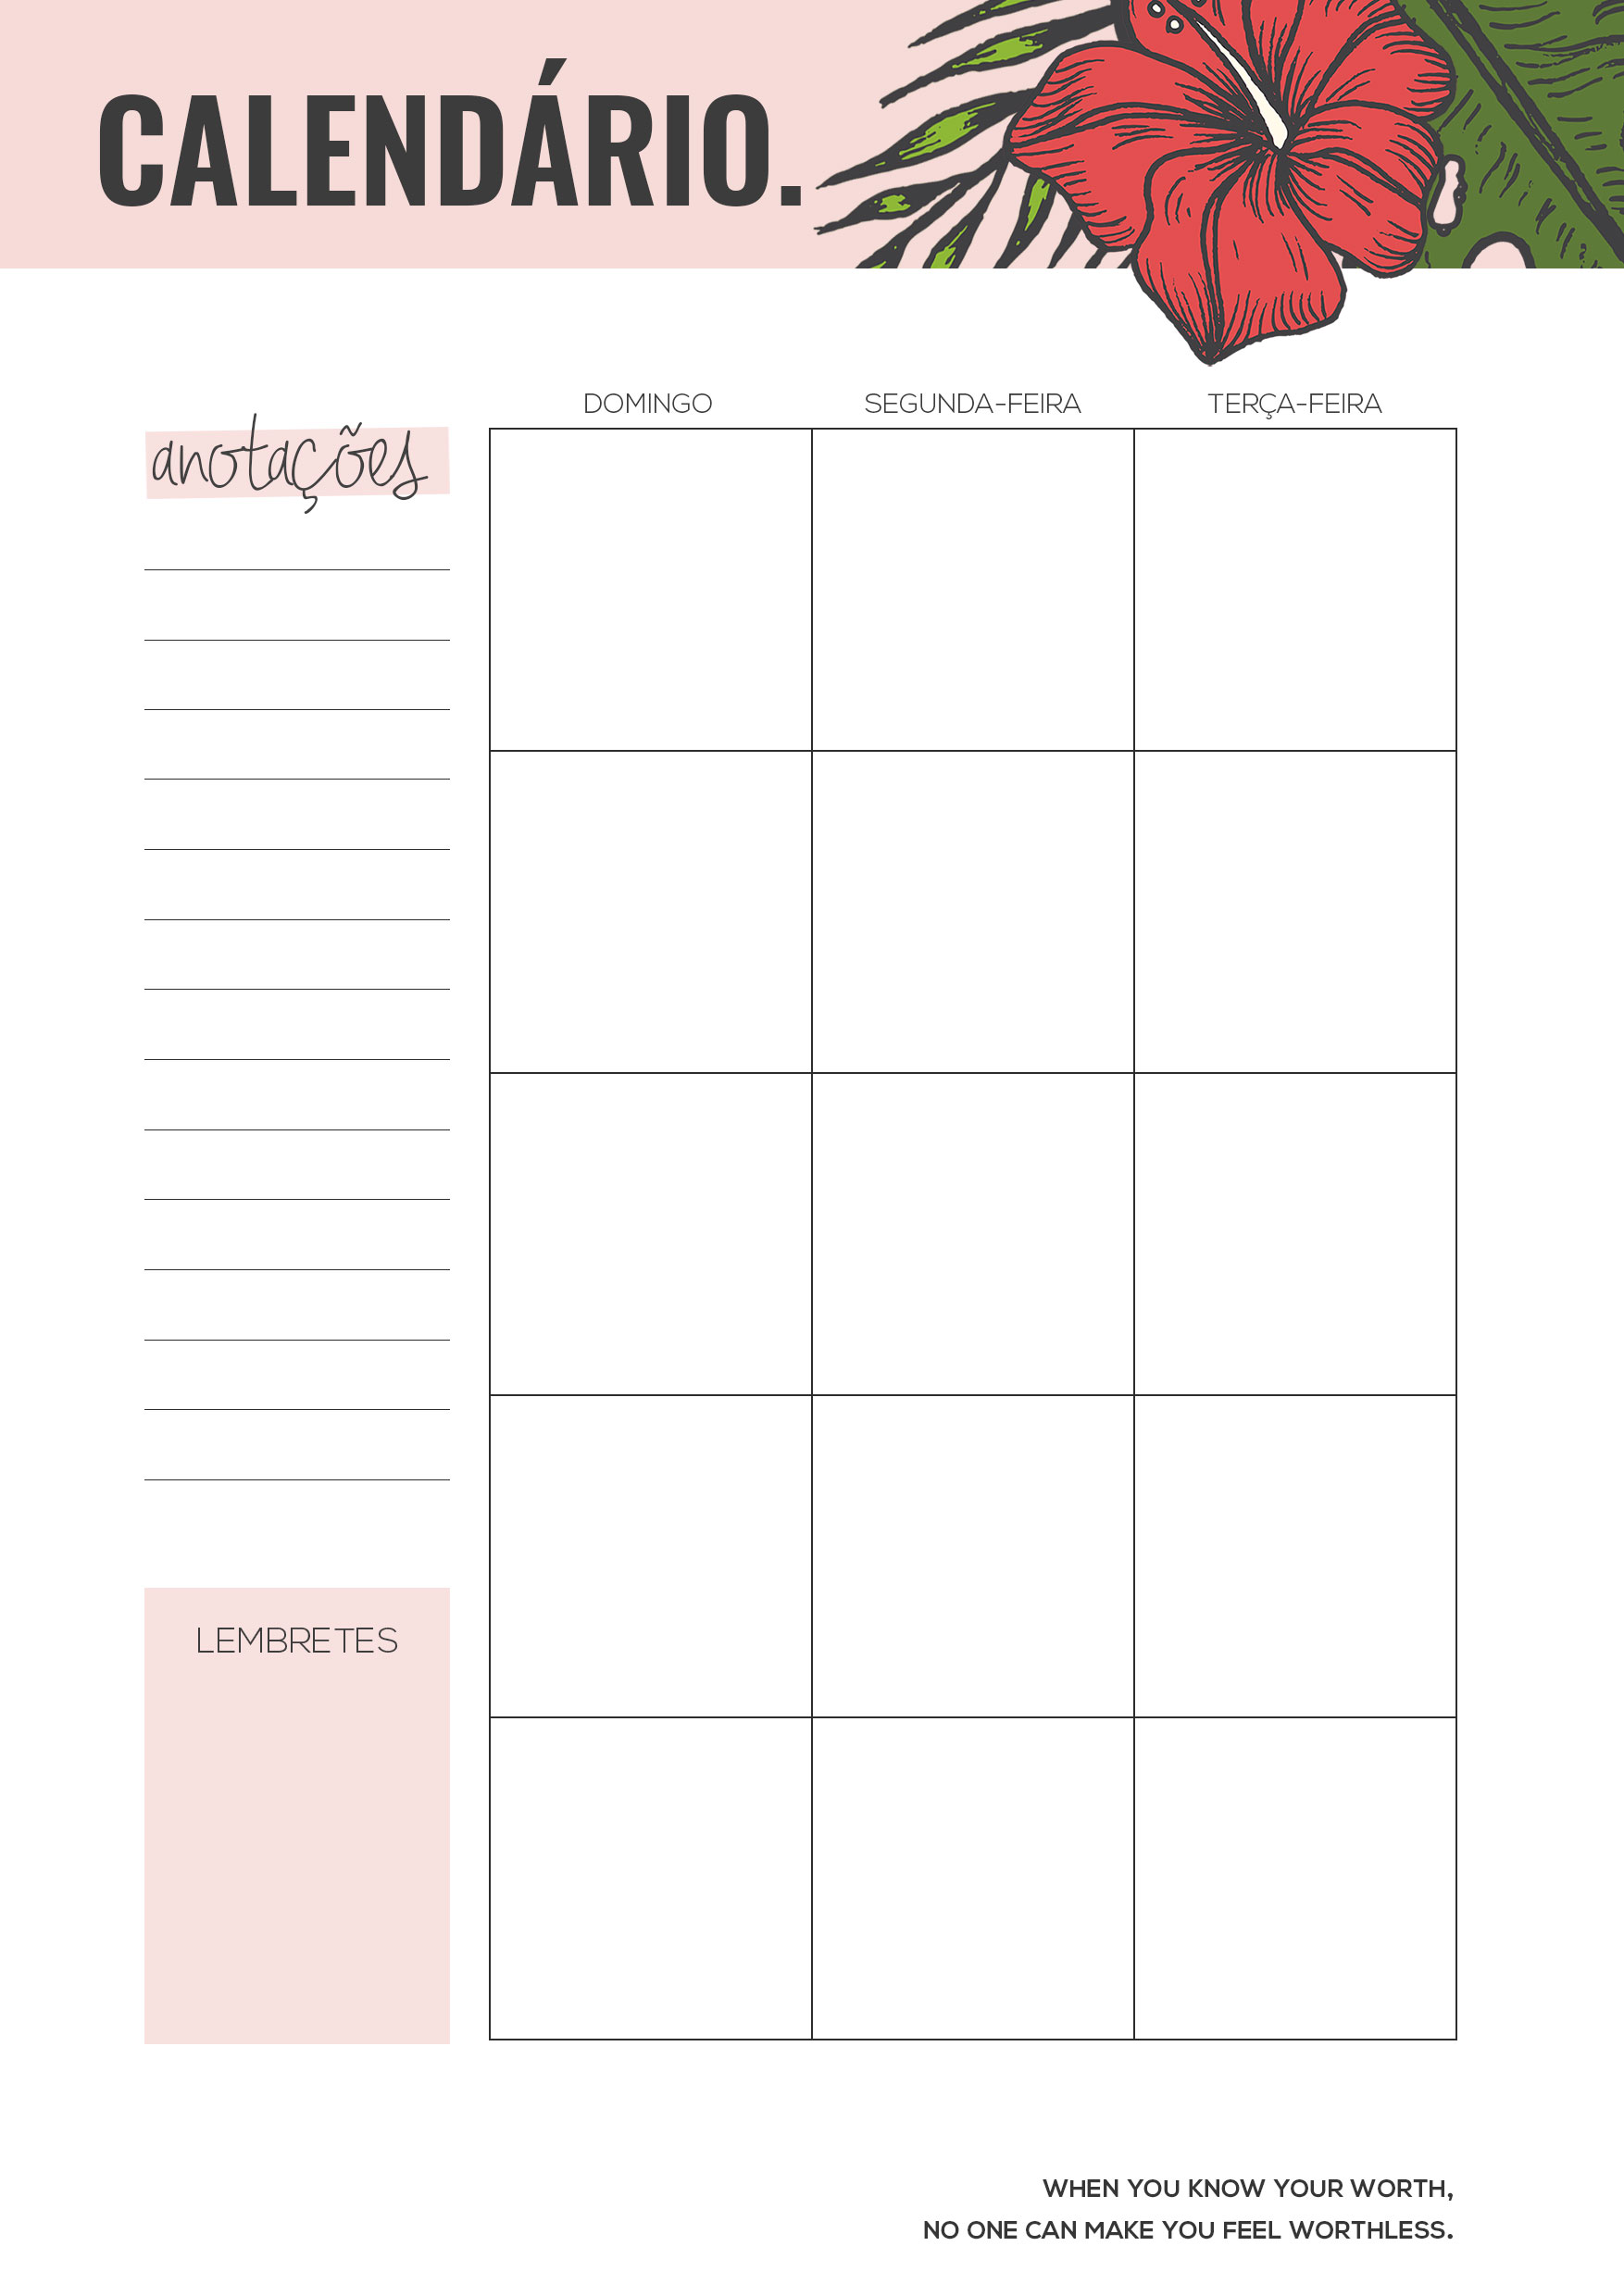 CALENDÁRIO.
DOMINGO SEGUNDA-FEIRA TERÇA-FEIRA
anotações
LEMBRETES
WHEN YOU KNOW YOUR WORTH,
NO ONE CAN MAKE YOU FEEL WORTHLESS.